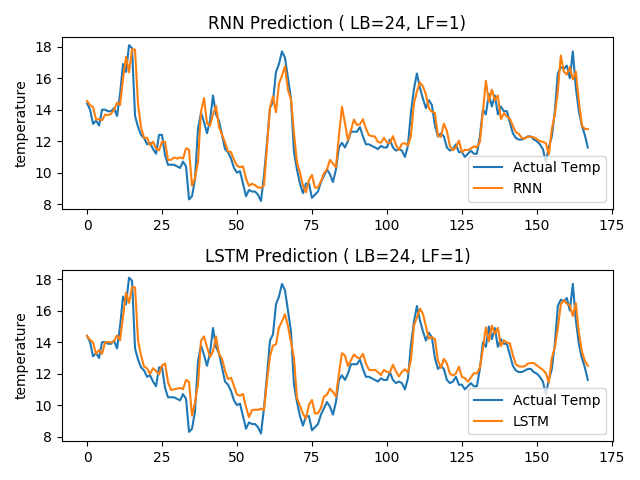 RNN Prediction ( LB=24, LF=1)
18
16
14
12
10
8
temperature
Actual Temp
RNN
0 25 50 75 100 125 150 175
LSTM Prediction ( LB=24, LF=1)
18
16
14
12
10
8
temperature
Actual Temp
LSTM
0 25 50 75 100 125 150 175